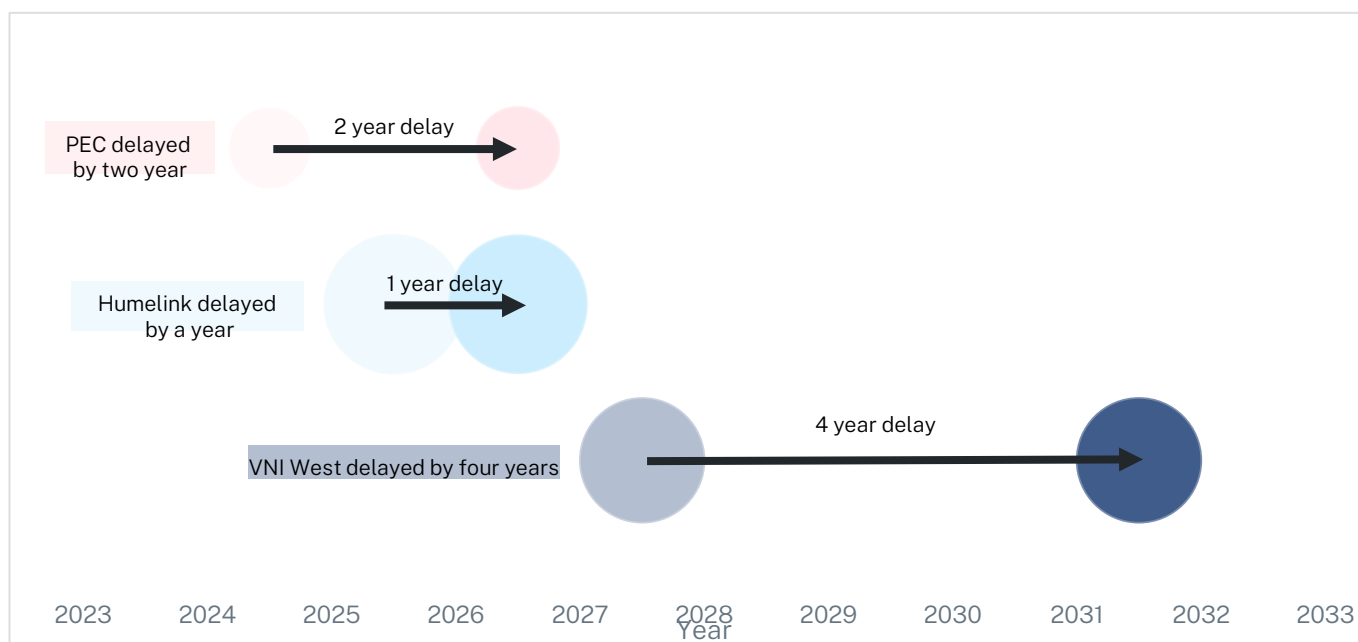 2 year delay
PEC delayed
by two year
1 year delay
Humelink delayed
by a year
4 year delay
VNI West delayed by four years
2023 2024 2025 2026 2027 2028 2029 2030 2031 2032 2033
Year